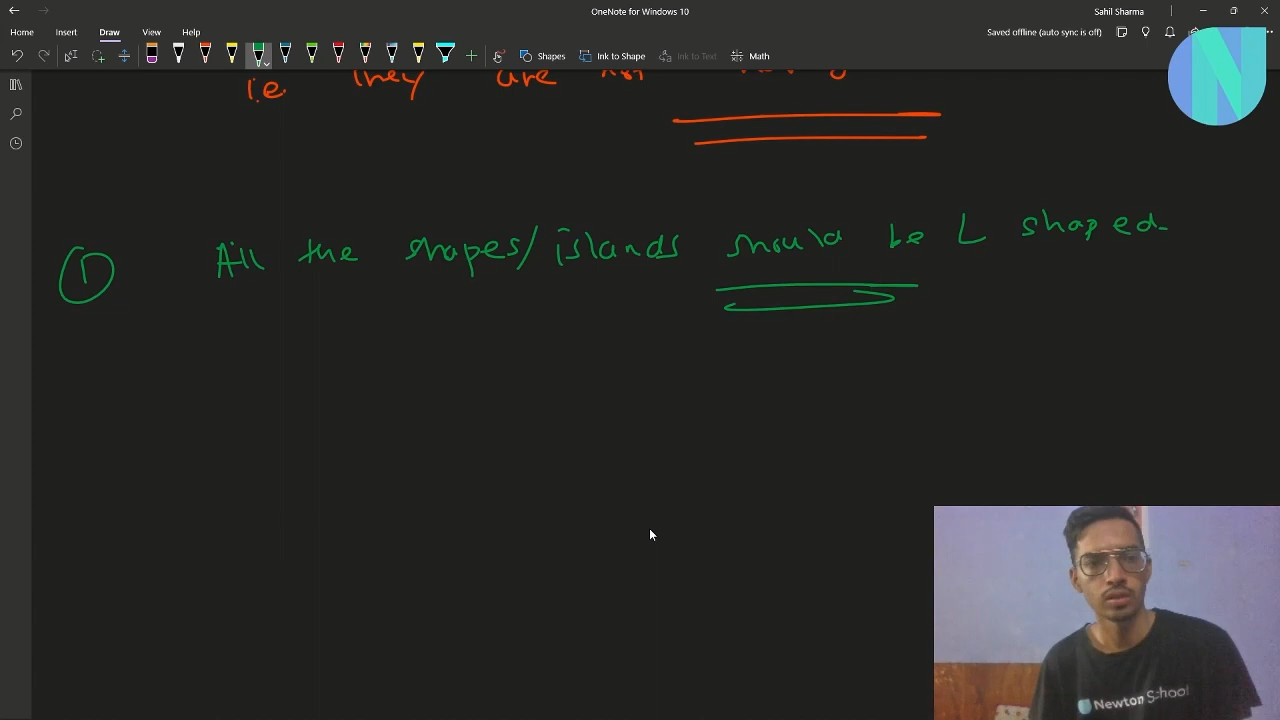 OneNote for Windows 10
Sahil Sharma
Home Insert Draw View Help
Saved offline (auto sync is off)
Shapes Ink to Shape Ink to Text Math
i.e they are not
① All the shapes/islands should be L shaped.
Newton School